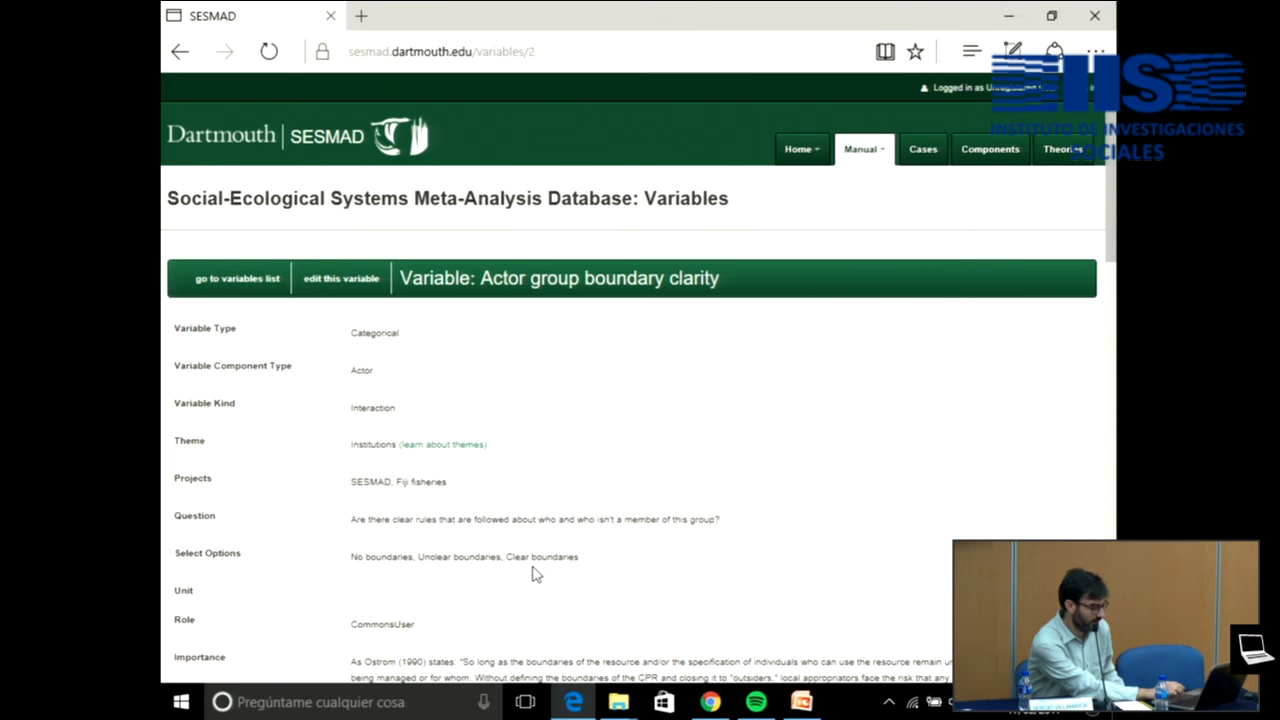 SESMAD
sesmad.dartmouth.edu/variables/2
Logged in as Unregistered
IIS
INSTITUTO DE INVESTIGACIONES
SOCIALES
Dartmouth | SESMAD
Home
Manual
Cases
Components
Theories
Social-Ecological Systems Meta-Analysis Database: Variables
go to variables list
edit this variable
Variable: Actor group boundary clarity
Variable Type
Categorical
Variable Component Type
Actor
Variable Kind
Interaction
Theme
Institutions (learn about themes)
Projects
SESMAD, Fiji fisheries
Question
Are there clear rules that are followed about who and who isn't a member of this group?
Select Options
No boundaries, Unclear boundaries, Clear boundaries
Unit
Role
CommonsUser
Importance
As Ostrom (1990) states: "So long as the boundaries of the resource and/or the specification of individuals who can use the resource remain
being managed or for whom. Without defining the boundaries of the CPR and closing it to "outsiders," local appropriators face the risk that any
Pregúntame cualquier cosa